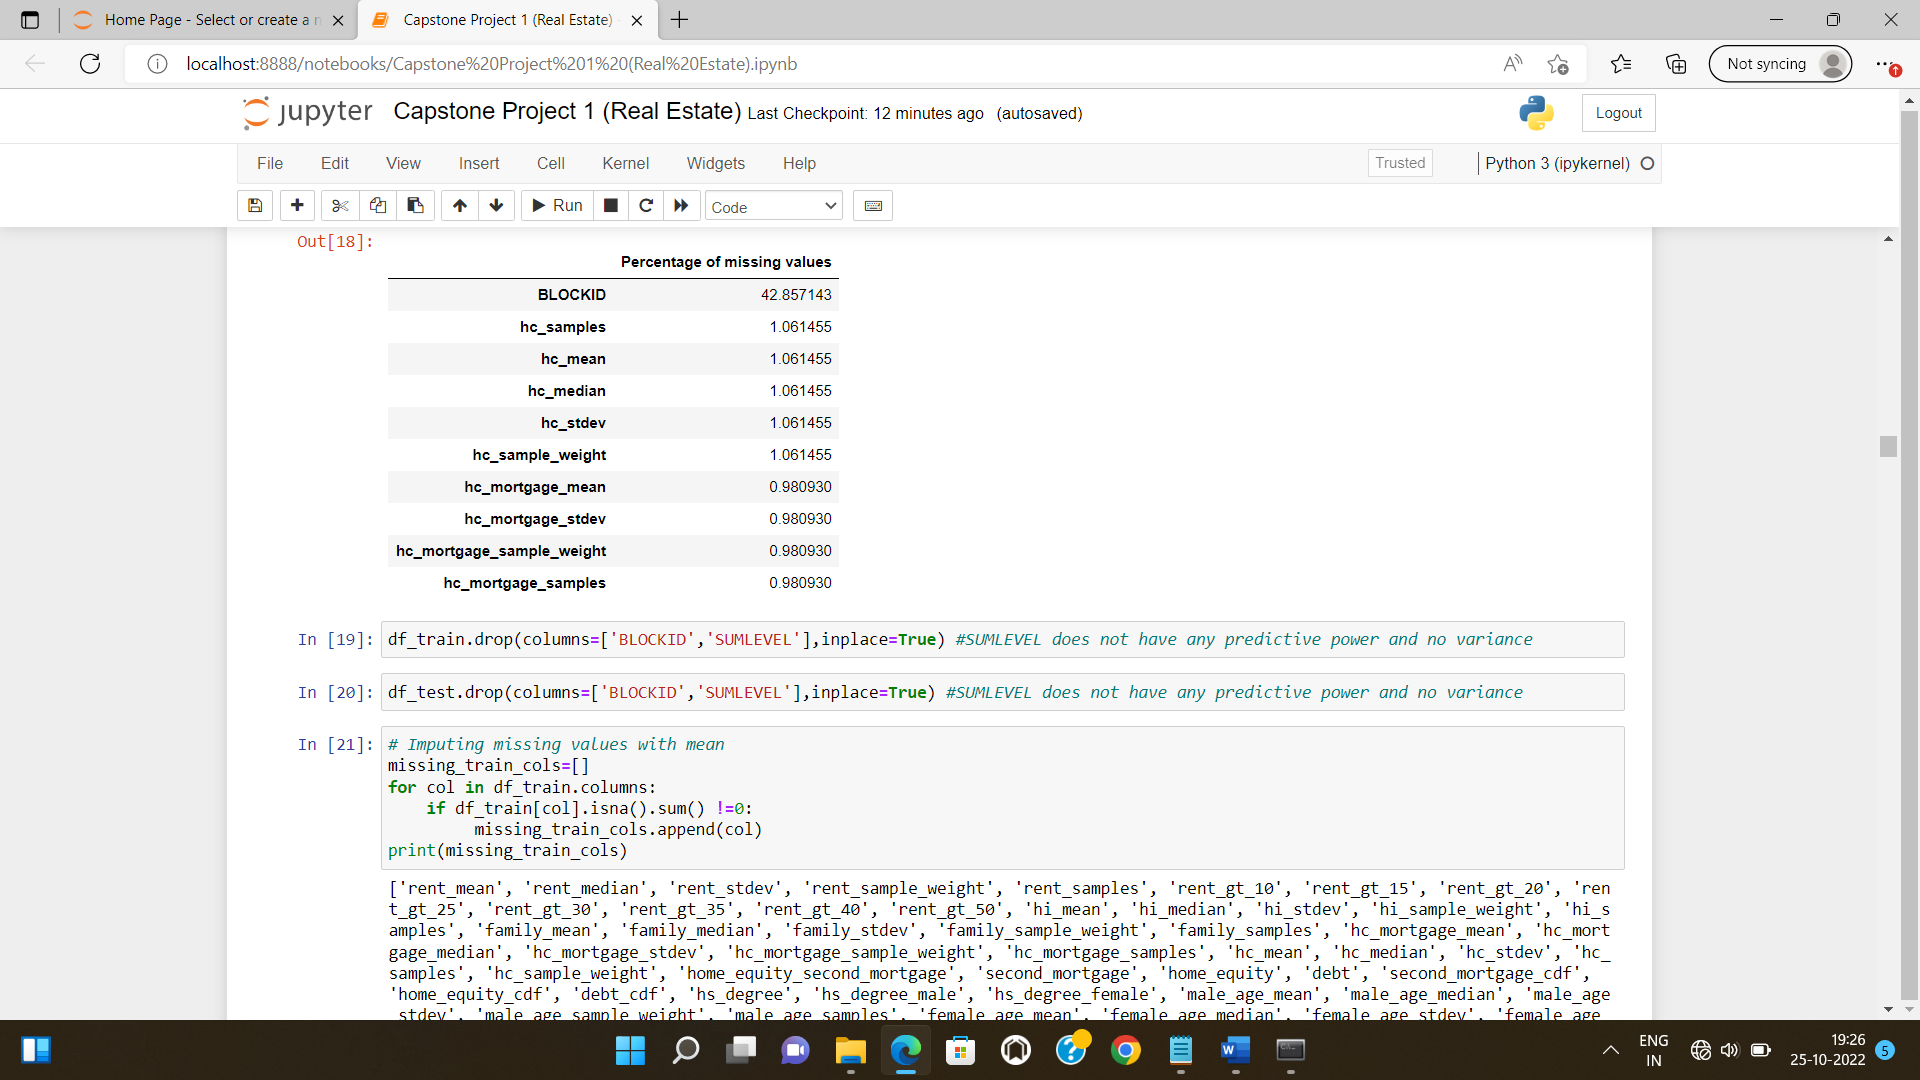 Home Page - Select or create a n
Capstone Project 1 (Real Estate)
localhost:8888/notebooks/Capstone%20Project%201%20(Real%20Estate).ipynb
Not syncing
jupyter Capstone Project 1 (Real Estate) Last Checkpoint: 12 minutes ago (autosaved)
Logout
File Edit View Insert Cell Kernel Widgets Help
Trusted
Python 3 (ipykernel)
Run
Code
Out[18]:
Percentage of missing values
BLOCKID 42.857143
hc_samples 1.061455
hc_mean 1.061455
hc_median 1.061455
hc_stdev 1.061455
hc_sample_weight 1.061455
hc_mortgage_mean 0.980930
hc_mortgage_stdev 0.980930
hc_mortgage_sample_weight 0.980930
hc_mortgage_samples 0.980930
In [19]: df_train.drop(columns=['BLOCKID','SUMLEVEL'],inplace=True) #SUMLEVEL does not have any predictive power and no variance
In [20]: df_test.drop(columns=['BLOCKID','SUMLEVEL'],inplace=True) #SUMLEVEL does not have any predictive power and no variance
In [21]: # Imputing missing values with mean
missing_train_cols=[]
for col in df_train.columns:
    if df_train[col].isna().sum() !=0:
         missing_train_cols.append(col)
print(missing_train_cols)
['rent_mean', 'rent_median', 'rent_stdev', 'rent_sample_weight', 'rent_samples', 'rent_gt_10', 'rent_gt_15', 'rent_gt_20', 'ren
t_gt_25', 'rent_gt_30', 'rent_gt_35', 'rent_gt_40', 'rent_gt_50', 'hi_mean', 'hi_median', 'hi_stdev', 'hi_sample_weight', 'hi_s
amples', 'family_mean', 'family_median', 'family_stdev', 'family_sample_weight', 'family_samples', 'hc_mortgage_mean', 'hc_mort
gage_median', 'hc_mortgage_stdev', 'hc_mortgage_sample_weight', 'hc_mortgage_samples', 'hc_mean', 'hc_median', 'hc_stdev', 'hc_
samples', 'hc_sample_weight', 'home_equity_second_mortgage', 'second_mortgage', 'home_equity', 'debt', 'second_mortgage_cdf',
'home_equity_cdf', 'debt_cdf', 'hs_degree', 'hs_degree_male', 'hs_degree_female', 'male_age_mean', 'male_age_median', 'male_age
_stdev', 'male_age_sample_weight', 'male_age_samples', 'female_age_mean', 'female_age_median', 'female_age_stdev', 'female_age
ENG
IN
19:26
25-10-2022
5